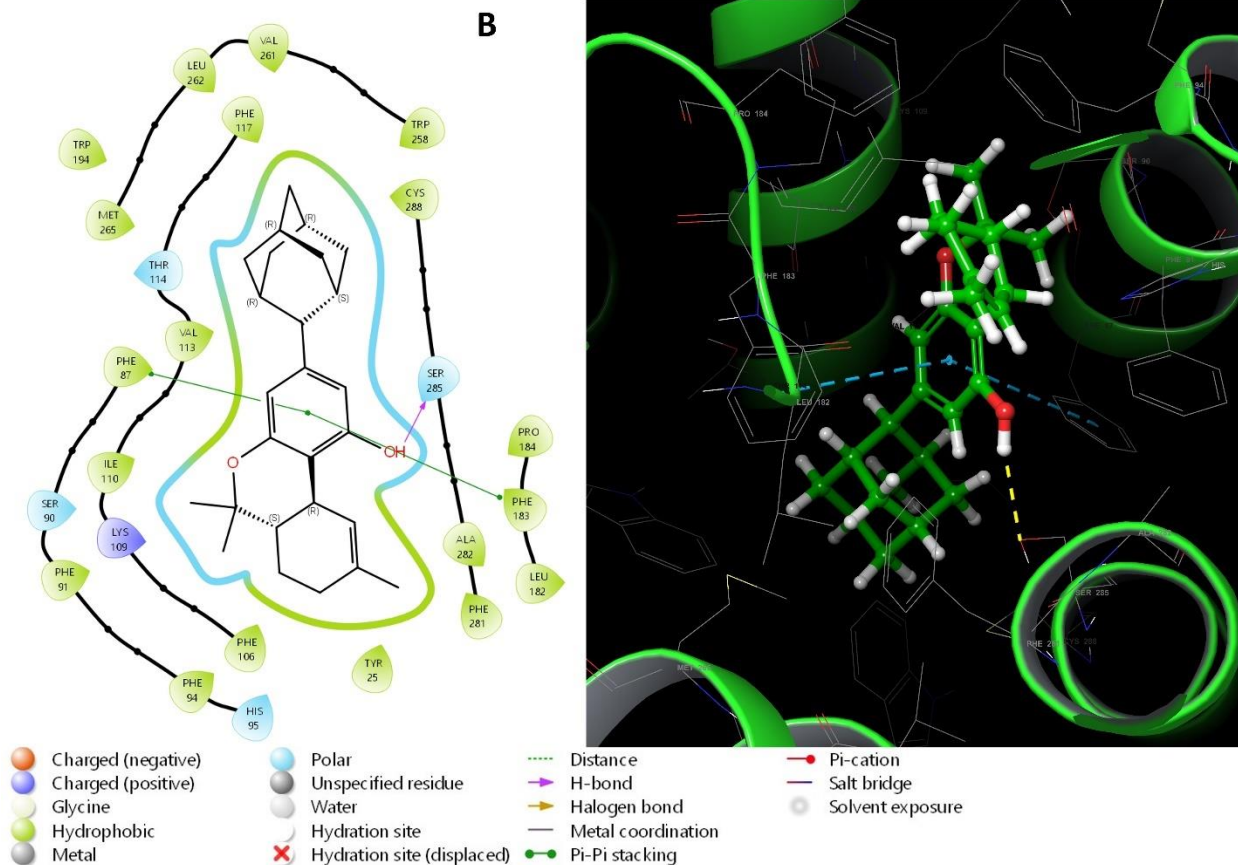 B
VAL
261
LEU
262
PHE
117
TRP
258
TRP
194
CYS
288
MET
265
(R)
(R)
THR
114
(R)
(S)
VAL
113
PHE
87
SER
285
OH
PRO
184
ILE
110
O
PHE
183
SER
90
(S)
(R)
LYS
109
ALA
282
LEU
182
PHE
91
PHE
281
PHE
106
TYR
25
PHE
94
HIS
95
PHE 94
PRO 184
PHE 183
HIS
LEU 182
SER 285
Charged (negative)
Charged (positive)
Glycine
Hydrophobic
Metal
Polar
Unspecified residue
Water
Hydration site
Hydration site (displaced)
Distance
H-bond
Halogen bond
Metal coordination
Pi-Pi stacking
Pi-cation
Salt bridge
Solvent exposure